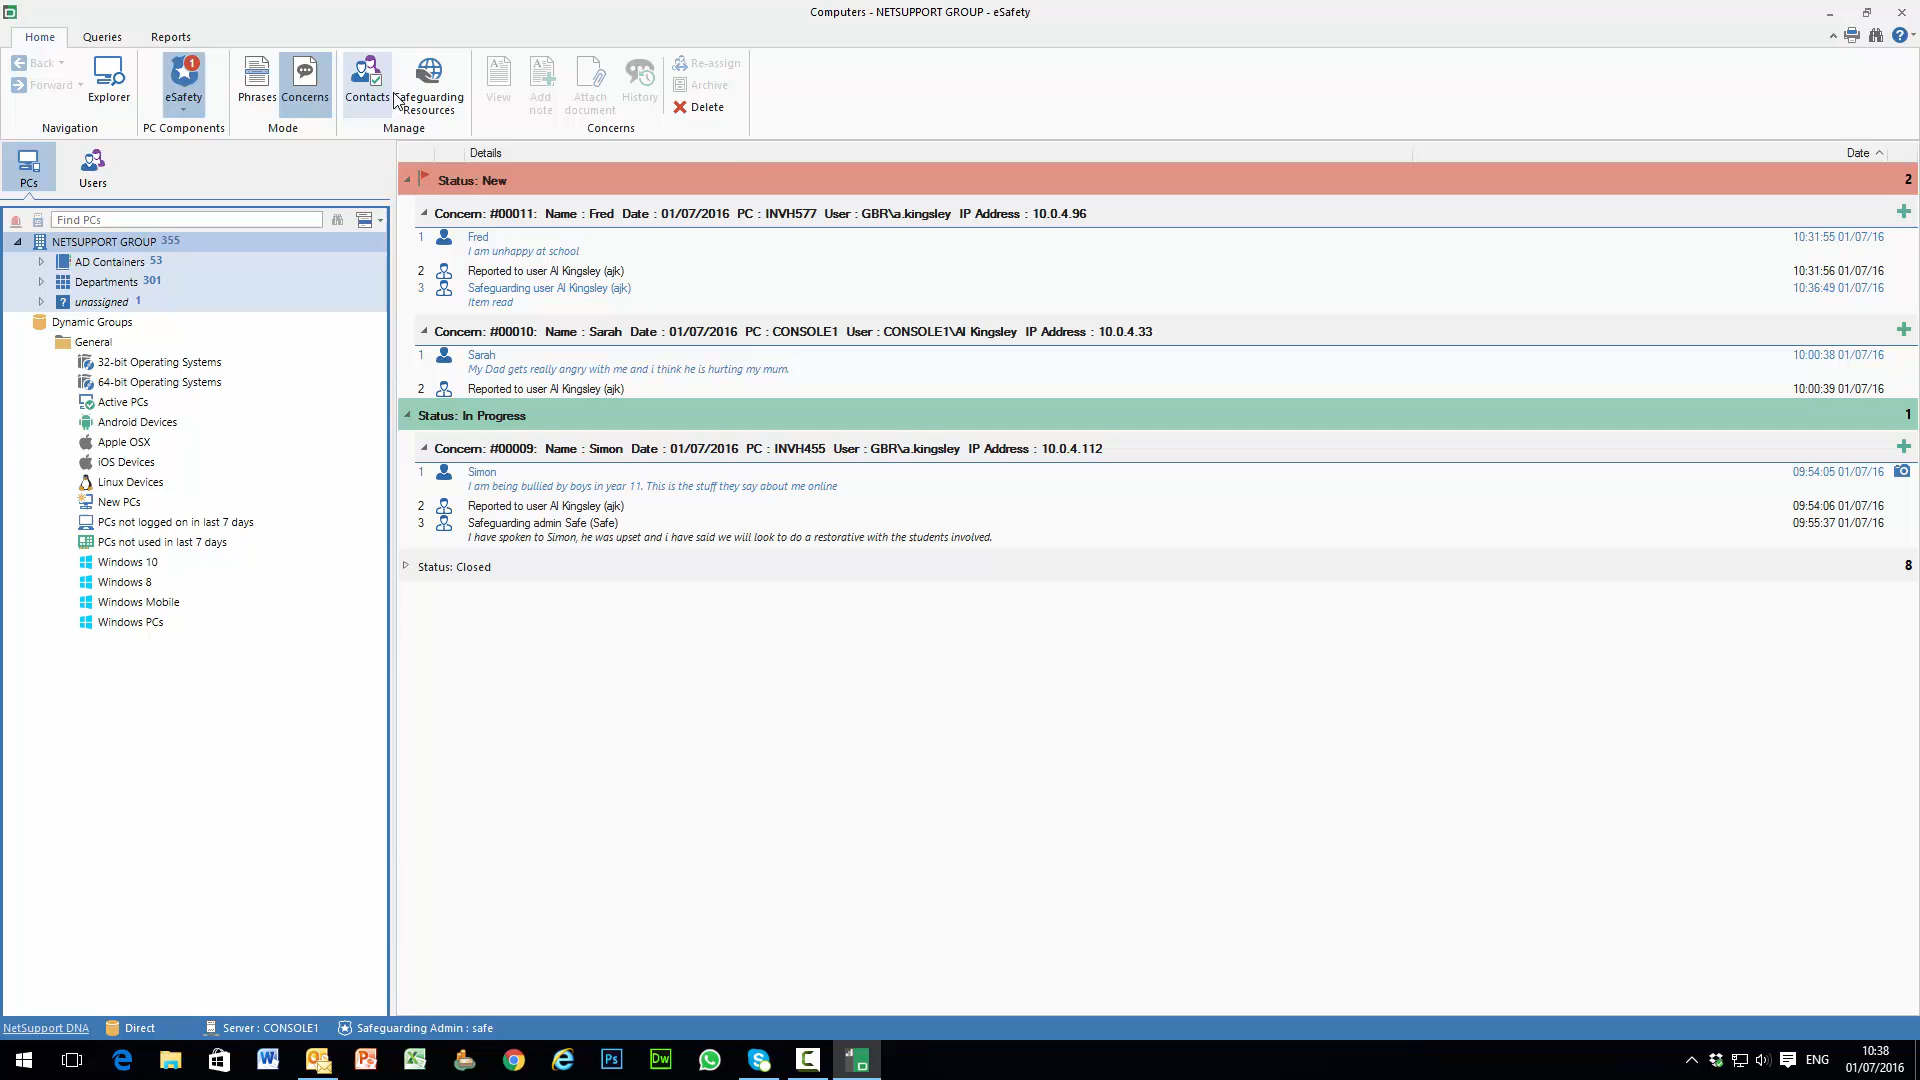 Computers - NETSUPPORT GROUP - eSafety
Home Queries Reports
Back
Forward
Explorer
1
eSafety
Phrases
Concerns
Contacts
afeguarding
Resources
View
Add
note
Attach
document
History
Re-assign
Archive
Delete
Navigation PC Components Mode Manage Concerns
PCs
Users
Details Date
Find PCs
NETSUPPORT GROUP 355
AD Containers 53
Departments 301
unassigned 1
Dynamic Groups
General
32-bit Operating Systems
64-bit Operating Systems
Active PCs
Android Devices
Apple OSX
iOS Devices
Linux Devices
New PCs
PCs not logged on in last 7 days
PCs not used in last 7 days
Windows 10
Windows 8
Windows Mobile
Windows PCs
Status: New 2
Concern: #00011: Name : Fred Date : 01/07/2016 PC : INVH577 User : GBR\a.kingsley IP Address : 10.0.4.96
1 Fred 10:31:55 01/07/16
I am unhappy at school
2 Reported to user Al Kingsley (ajk) 10:31:56 01/07/16
3 Safeguarding user Al Kingsley (ajk) 10:36:49 01/07/16
Item read
Concern: #00010: Name : Sarah Date : 01/07/2016 PC : CONSOLE1 User : CONSOLE1\Al Kingsley IP Address : 10.0.4.33
1 Sarah 10:00:38 01/07/16
My Dad gets really angry with me and i think he is hurting my mum.
2 Reported to user Al Kingsley (ajk) 10:00:39 01/07/16
Status: In Progress 1
Concern: #00009: Name : Simon Date : 01/07/2016 PC : INVH455 User : GBR\a.kingsley IP Address : 10.0.4.112
1 Simon 09:54:05 01/07/16
I am being bullied by boys in year 11. This is the stuff they say about me online
2 Reported to user Al Kingsley (ajk) 09:54:06 01/07/16
3 Safeguarding admin Safe (Safe) 09:55:37 01/07/16
I have spoken to Simon, he was upset and i have said we will look to do a restorative with the students involved.
Status: Closed 8
NetSupport DNA Direct Server : CONSOLE1 Safeguarding Admin : safe
Ps Dw
ENG
10:38
01/07/2016